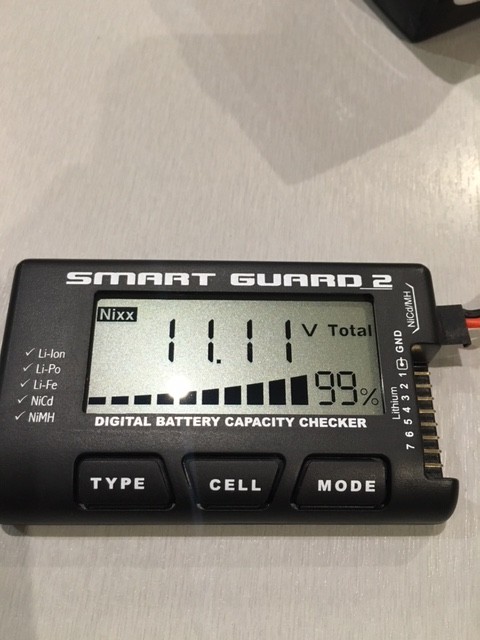 SMART GUARD 2
Nixx
11.11 V Total
99%
✓ Li-Ion
✓ Li-Po
✓ Li-Fe
✓ NiCd
✓ NiMH
DIGITAL BATTERY CAPACITY CHECKER
TYPE CELL MODE
NiCd/MH
Lithium
7 6 5 4 3 2 1 GND